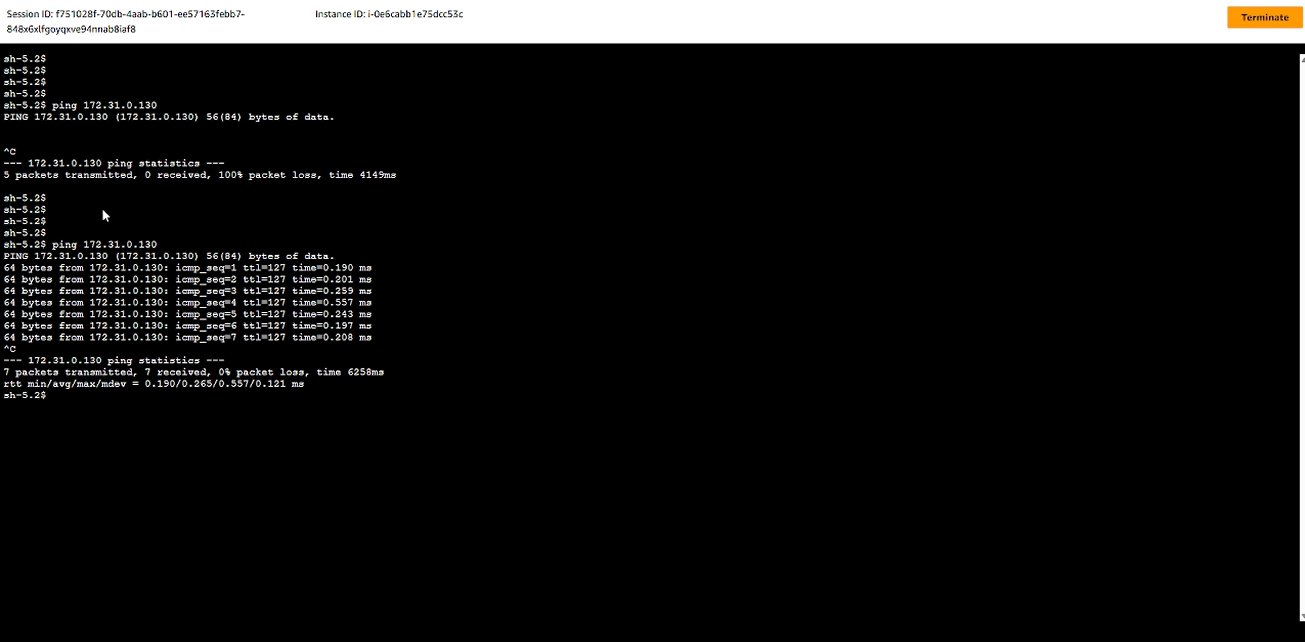 Session ID: f751028f-70db-4aab-b601-ee57163febb7-
848x6xlfgoyqxve94nnab8iaf8
Instance ID: i-0e6cabb1e75dcc53c
Terminate
sh-5.2$
sh-5.2$
sh-5.2$
sh-5.2$
sh-5.2$ ping 172.31.0.130
PING 172.31.0.130 (172.31.0.130) 56(84) bytes of data.
^C
--- 172.31.0.130 ping statistics ---
5 packets transmitted, 0 received, 100% packet loss, time 4149ms
sh-5.2$
sh-5.2$
sh-5.2$
sh-5.2$
sh-5.2$ ping 172.31.0.130
PING 172.31.0.130 (172.31.0.130) 56(84) bytes of data.
64 bytes from 172.31.0.130: icmp_seq=1 ttl=127 time=0.190 ms
64 bytes from 172.31.0.130: icmp_seq=2 ttl=127 time=0.201 ms
64 bytes from 172.31.0.130: icmp_seq=3 ttl=127 time=0.259 ms
64 bytes from 172.31.0.130: icmp_seq=4 ttl=127 time=0.557 ms
64 bytes from 172.31.0.130: icmp_seq=5 ttl=127 time=0.243 ms
64 bytes from 172.31.0.130: icmp_seq=6 ttl=127 time=0.197 ms
64 bytes from 172.31.0.130: icmp_seq=7 ttl=127 time=0.208 ms
^C
--- 172.31.0.130 ping statistics ---
7 packets transmitted, 7 received, 0% packet loss, time 6258ms
rtt min/avg/max/mdev = 0.190/0.265/0.557/0.121 ms
sh-5.2$